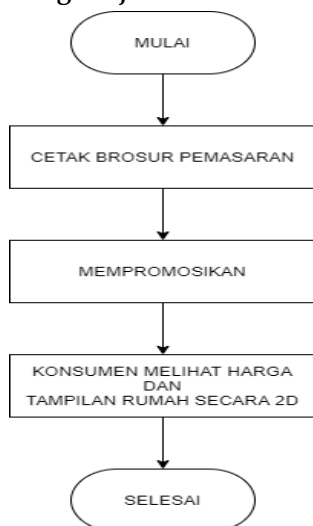 MULAI
CETAK BROSUR PEMASARAN
MEMPROMOSIKAN
KONSUMEN MELIHAT HARGA
DAN
TAMPILAN RUMAH SECARA 2D
SELESAI